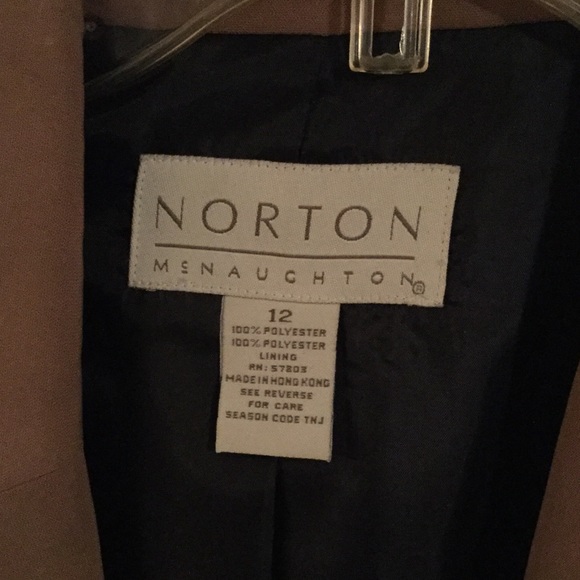 NORTON
McNAUGHTON®
12
100% POLYESTER
100% POLYESTER
LINING
RN: 57803
MADE IN HONG KONG
SEE REVERSE
FOR CARE
SEASON CODE TNJ